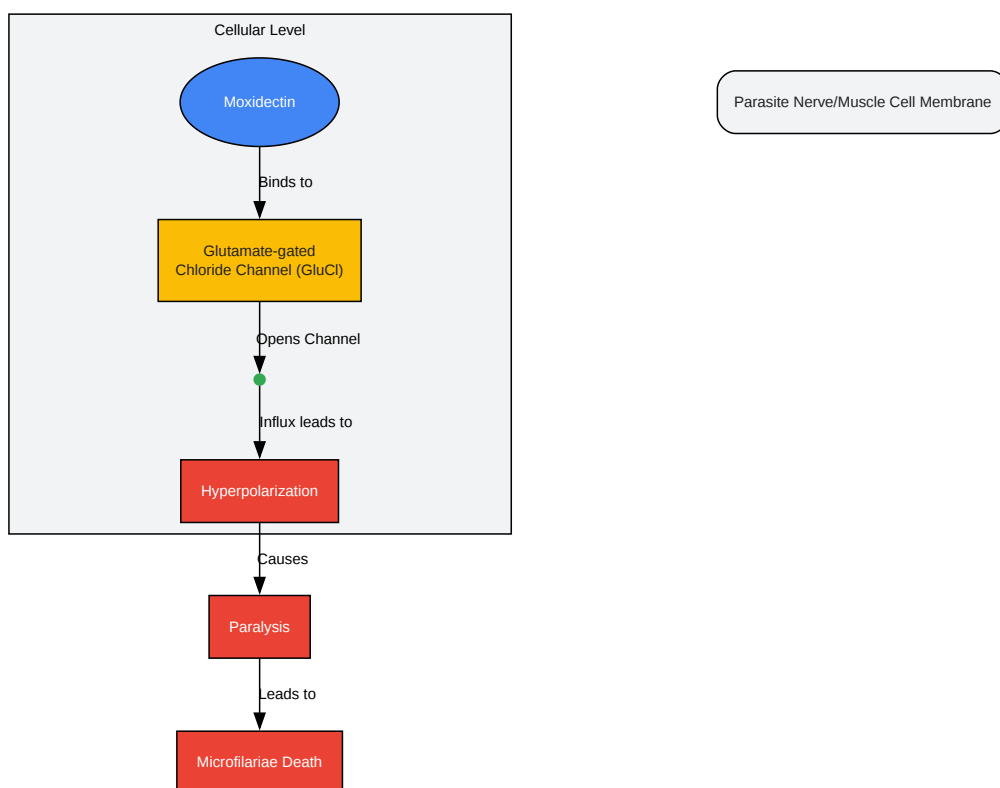 Cellular Level
Moxidectin
Parasite Nerve/Muscle Cell Membrane
Binds to
Glutamate-gated
Chloride Channel (GluCl)
Opens Channel
Influx leads to
Hyperpolarization
Causes
Paralysis
Leads to
Microfilariae Death